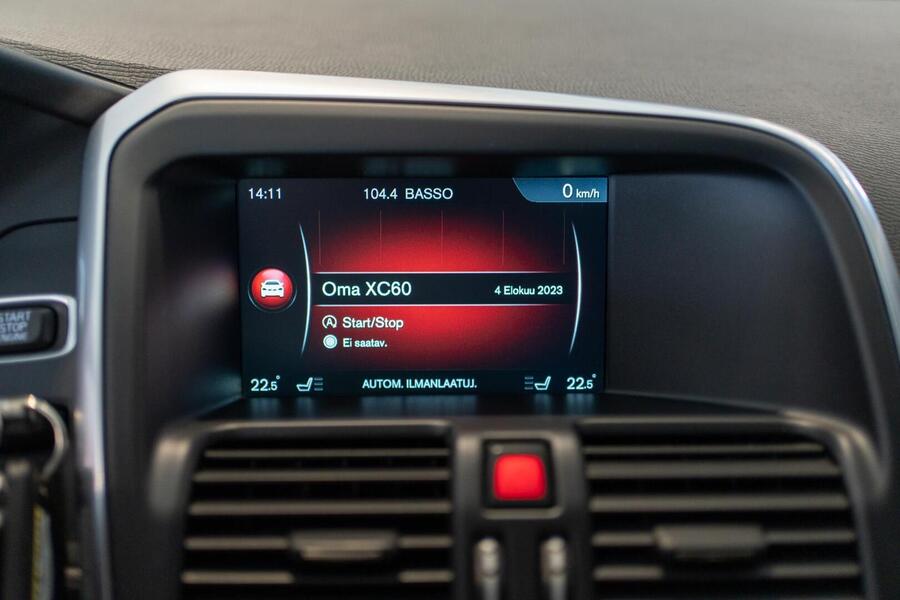 14:11 104.4 BASSO 0 km/h
Oma XC60 4 Elokuu 2023
Start/Stop
Ei saatav.
22.5° AUTOM. ILMANLAATUJ. 22.5°
START
STOP
ENGINE